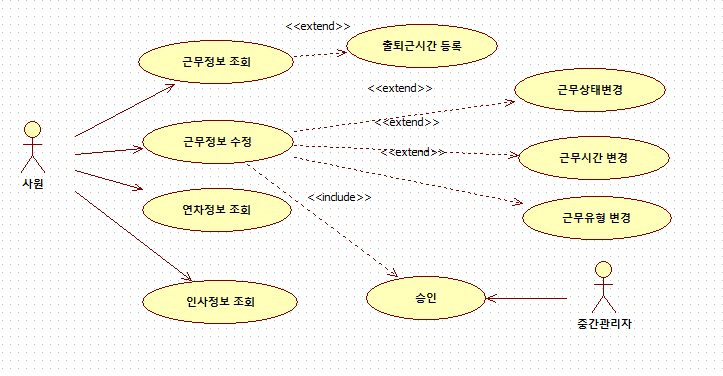 <<extend>>
출퇴근시간 등록
근무정보 조회
<<extend>>
근무상태변경
<<extend>>
근무정보 수정
<<extend>>
근무시간 변경
사원
<<include>>
연차정보 조회
근무유형 변경
인사정보 조회
승인
중간관리자